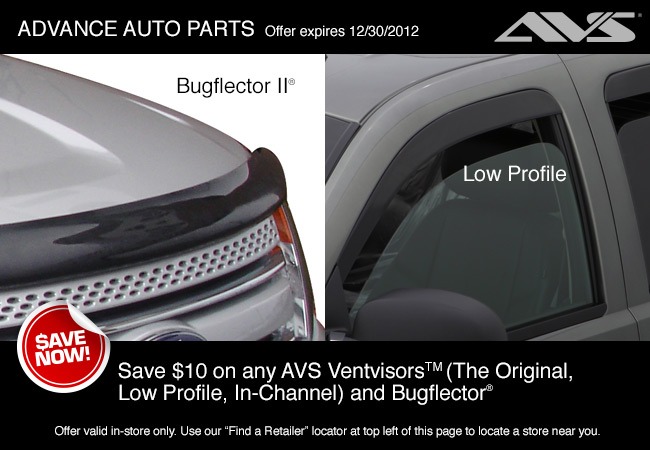 ADVANCE AUTO PARTS Offer expires 12/30/2012
AVS®
Bugflector II®
Low Profile
$AVE
NOW!
Save $10 on any AVS Ventvisors™ (The Original,
Low Profile, In-Channel) and Bugflector®
Offer valid in-store only. Use our “Find a Retailer” locator at top left of this page to locate a store near you.